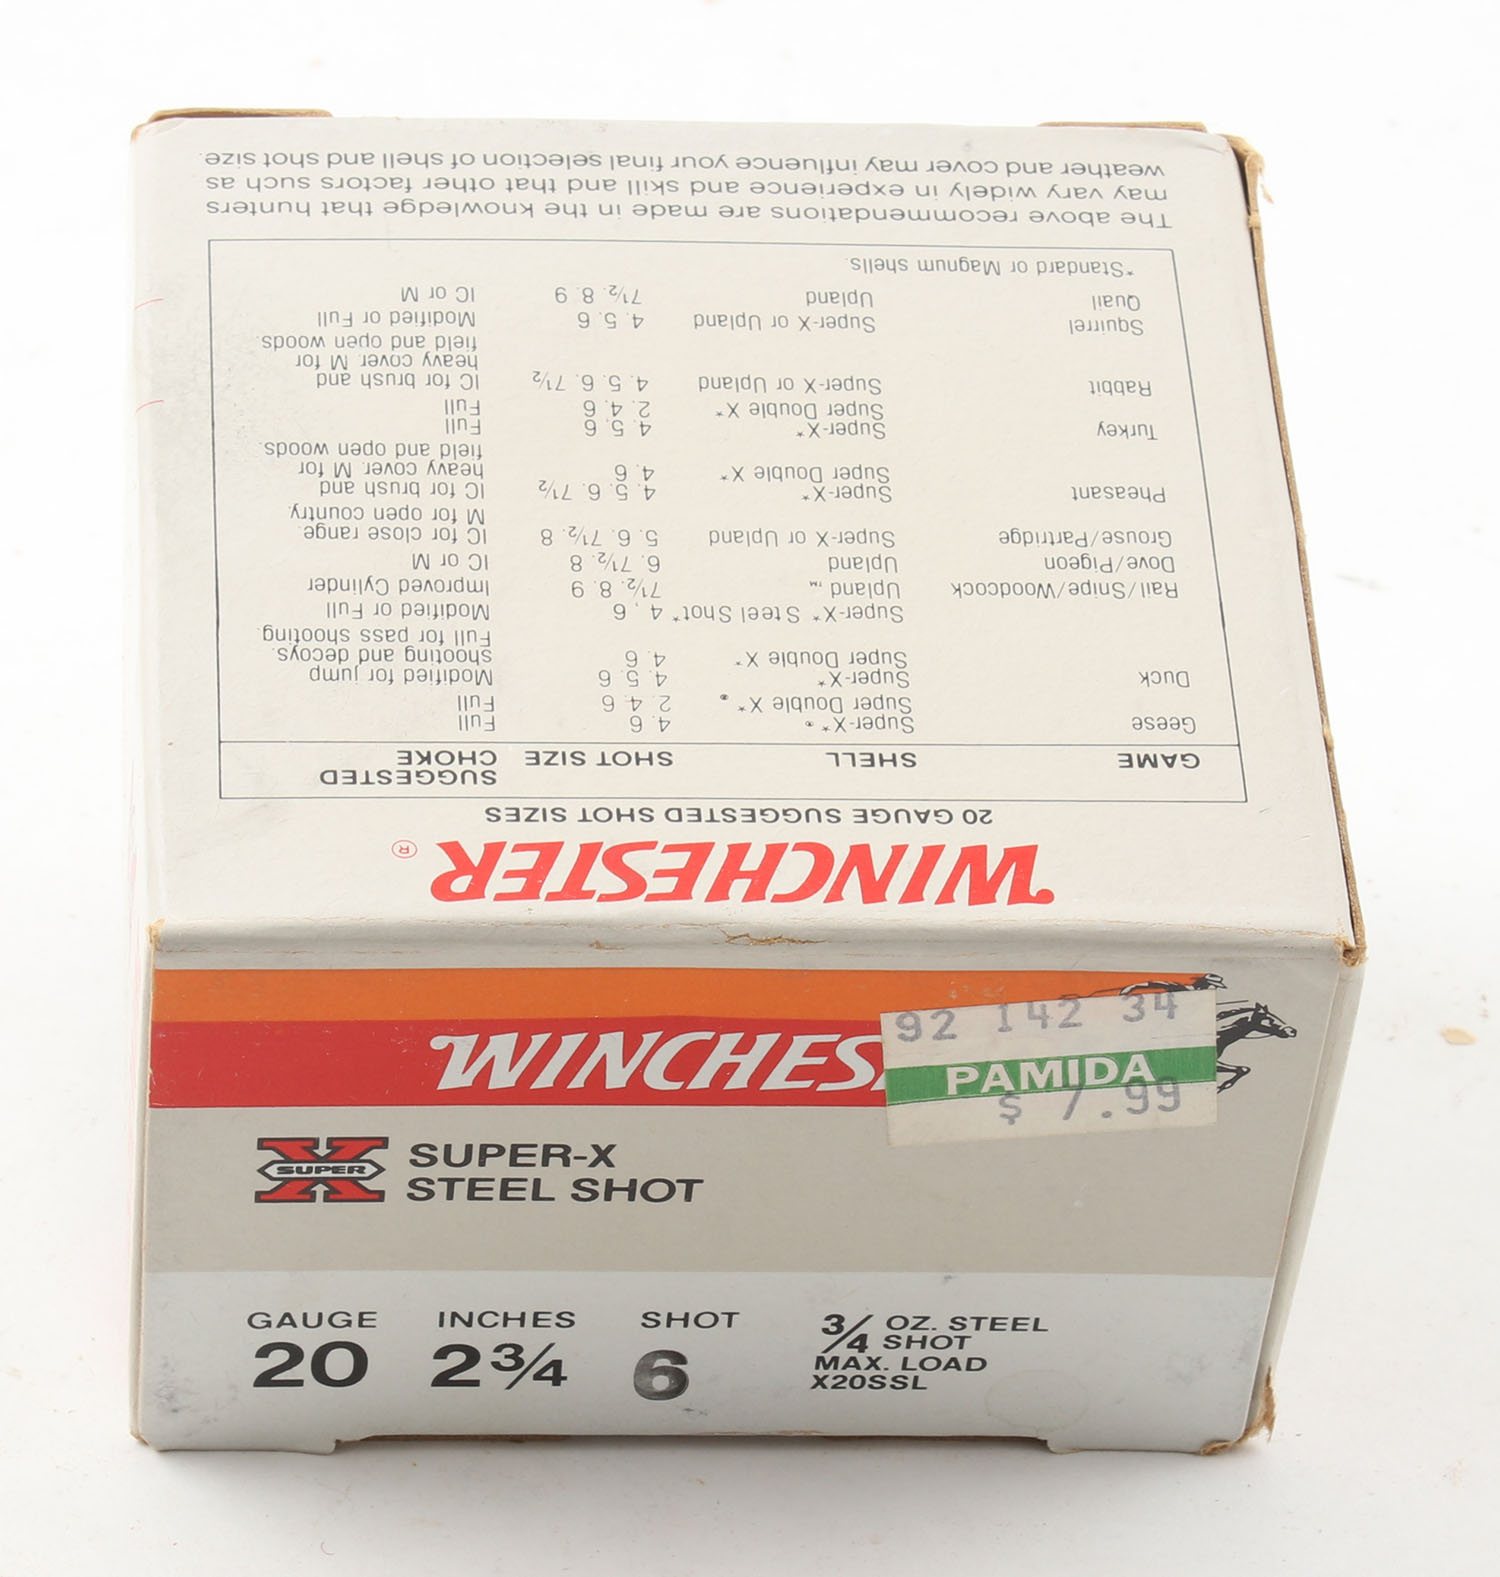 WINCHESTER®
20 GAUGE SUGGESTED SHOT SIZES
GAME SHELL SHOT SIZE SUGGESTED CHOKE
Geese Super-X®* 4. 6 Full
Super Double X®* 2. 4. 6 Full
Duck Super-X* 4. 5. 6 Modified for jump
Super Double X* 4. 6 shooting and decoys.
Full for pass shooting.
Super-X* Steel Shot* 4, 6 Modified or Full
Rail/Snipe/Woodcock Upland™ 7½. 8. 9 Improved Cylinder
Dove/Pigeon Upland 6. 7½. 8 IC or M
Grouse/Partridge Super-X or Upland 5. 6. 7½. 8 IC for close range.
M for open country.
Pheasant Super-X* 4. 5. 6. 7½ IC for brush and
Super Double X* 4. 6 heavy cover. M for
field and open woods.
Turkey Super-X* 4. 5. 6 Full
Super Double X* 2. 4. 6 Full
Rabbit Super-X or Upland 4. 5. 6. 7½ IC for brush and
heavy cover. M for
field and open woods.
Squirrel Super-X or Upland 4. 5. 6 Modified or Full
Quail Upland 7½. 8. 9 IC or M
*Standard or Magnum shells.
The above recommendations are made in the knowledge that hunters
may vary widely in experience and skill and that other factors such as
weather and cover may influence your final selection of shell and shot size.
WINCHES
92 142 34
PAMIDA
$ 7.99
X SUPER
SUPER-X
STEEL SHOT
GAUGE INCHES SHOT
20 2¾ 6
¾ OZ. STEEL
SHOT
MAX. LOAD
X20SSL